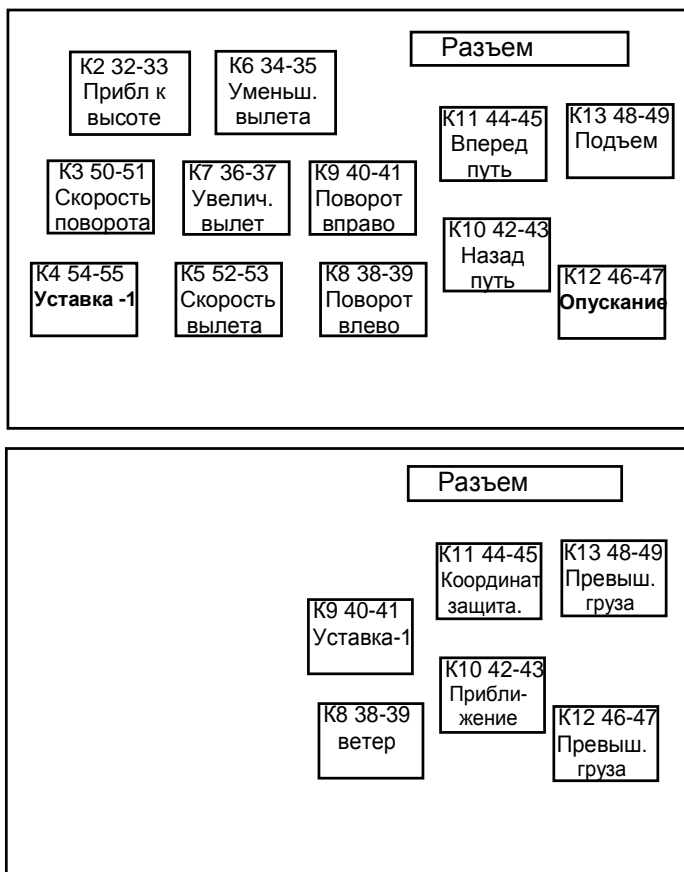 Разъем
К2 32-33
Прибл к
высоте
К6 34-35
Уменьш.
вылета
К11 44-45
Вперед
путь
К13 48-49
Подъем
К3 50-51
Скорость
поворота
К7 36-37
Увелич.
вылет
К9 40-41
Поворот
вправо
К10 42-43
Назад
путь
К4 54-55
Уставка -1
К5 52-53
Скорость
вылета
К8 38-39
Поворот
влево
К12 46-47
Опускание
Разъем
К11 44-45
Координат
защита.
К13 48-49
Превыш.
груза
К9 40-41
Уставка-1
К10 42-43
Прибли-
жение
К8 38-39
ветер
К12 46-47
Превыш.
груза